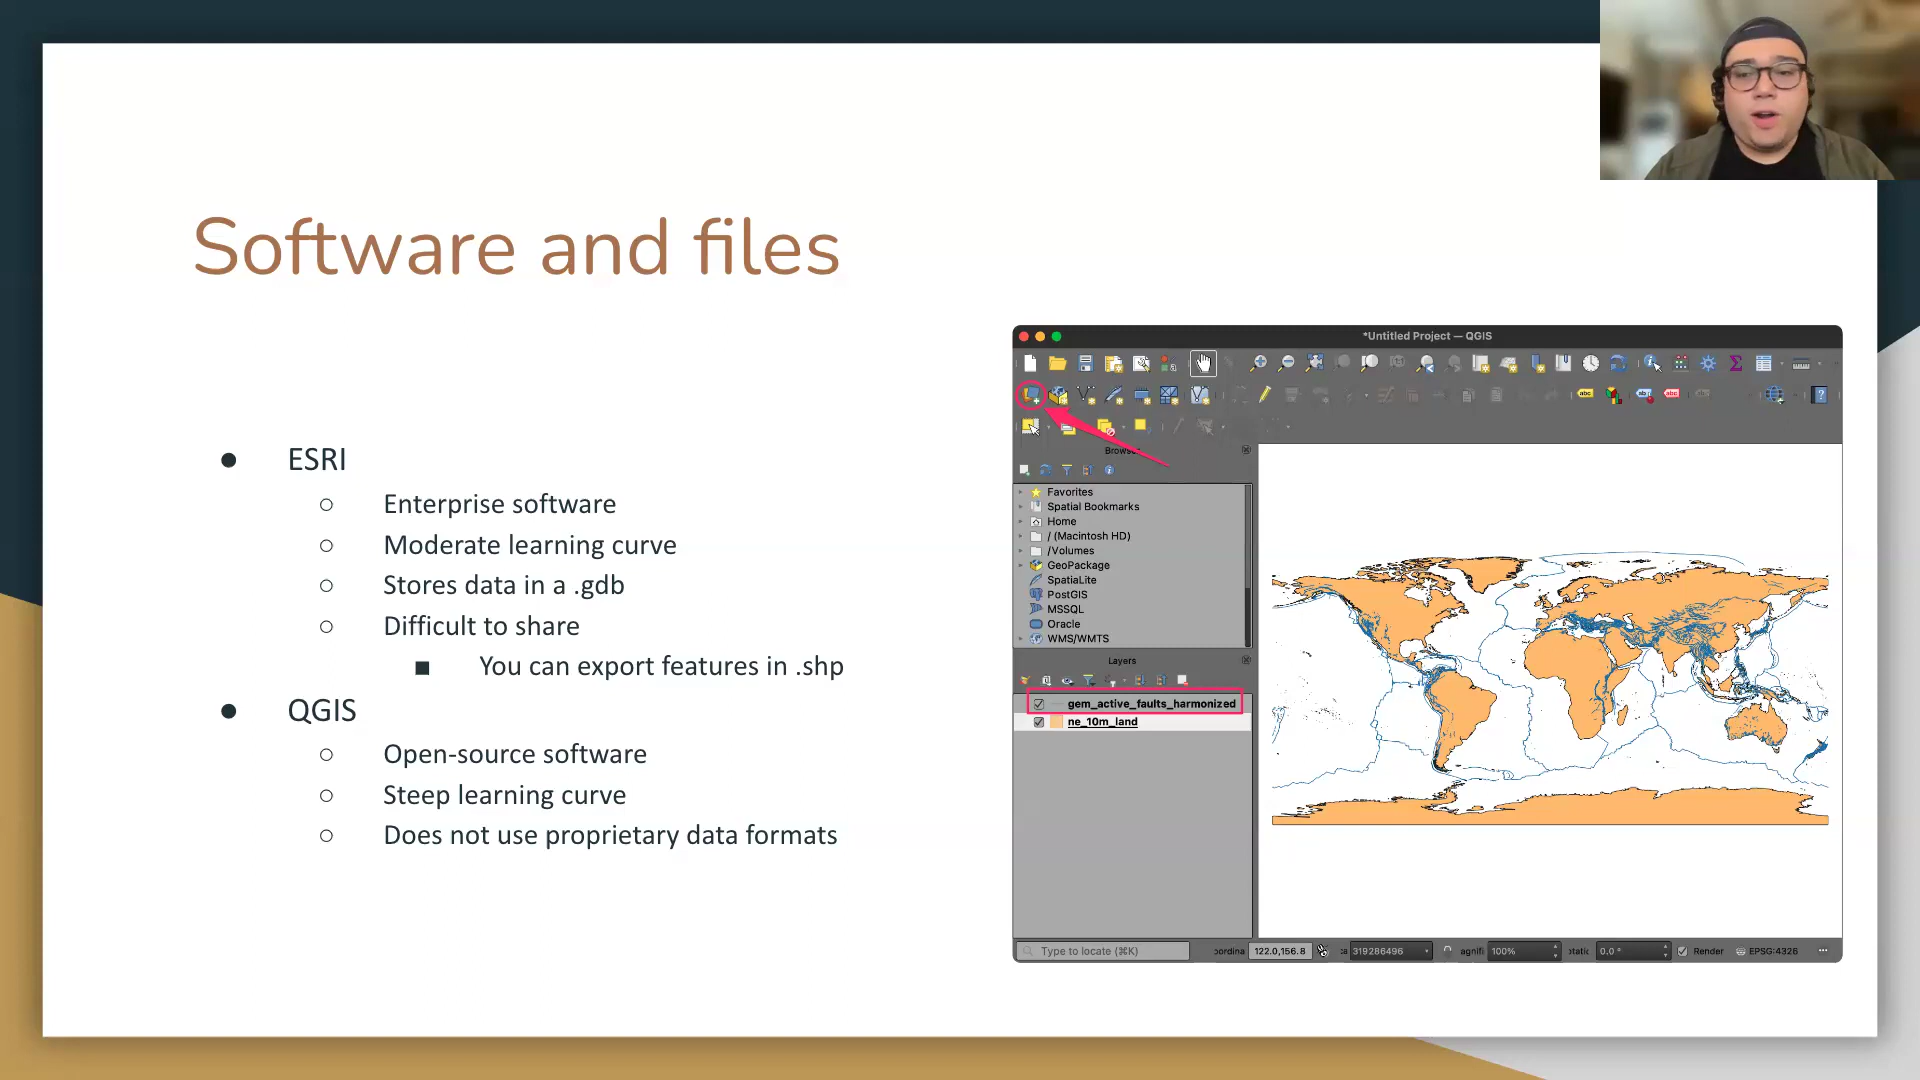 Software and files
● ESRI
○ Enterprise software
○ Moderate learning curve
○ Stores data in a .gdb
○ Difficult to share
■ You can export features in .shp
● QGIS
○ Open-source software
○ Steep learning curve
○ Does not use proprietary data formats
*Untitled Project — QGIS
Favorites
Spatial Bookmarks
Home
/ (Macintosh HD)
/Volumes
GeoPackage
SpatiaLite
PostGIS
MSSQL
Oracle
WMS/WMTS
Layers
gem_active_faults_harmonized
ne_10m_land
Type to locate (⌘K) oordina 122.0,156.8 319286496 agnifi 100% 0.0 ° Render EPSG:4326